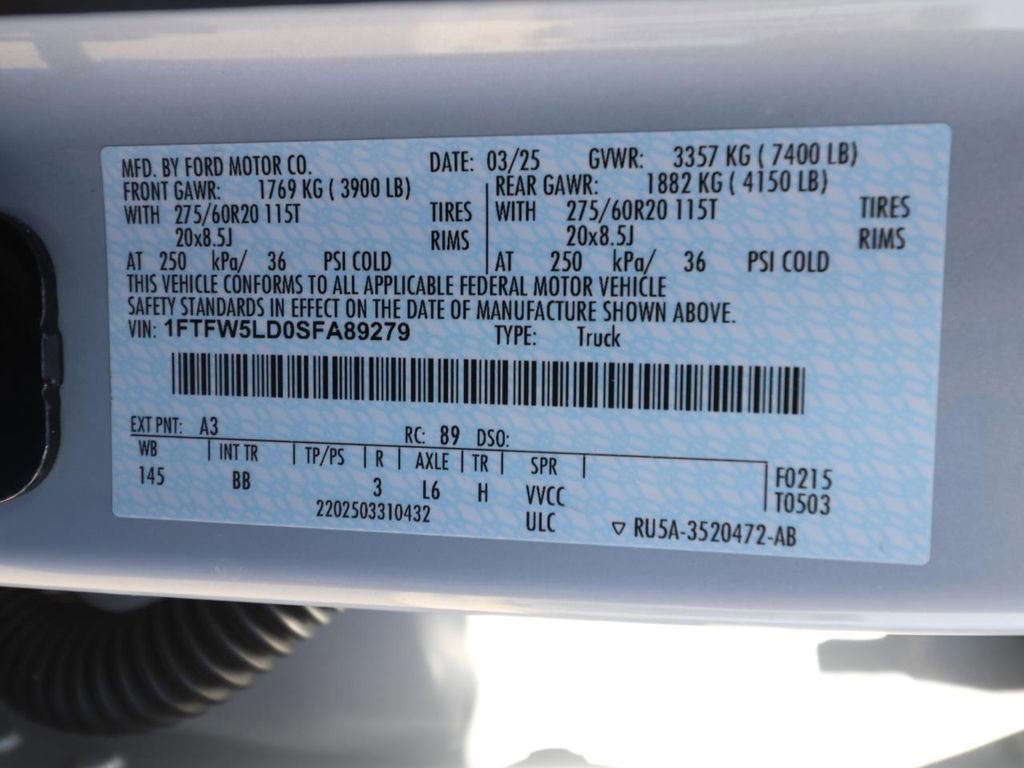 MFD. BY FORD MOTOR CO. DATE: 03/25 GVWR: 3357 KG ( 7400 LB)
FRONT GAWR: 1769 KG ( 3900 LB) REAR GAWR: 1882 KG ( 4150 LB)
WITH 275/60R20 115T TIRES WITH 275/60R20 115T TIRES
20x8.5J RIMS 20x8.5J RIMS
AT 250 kPa/ 36 PSI COLD AT 250 kPa/ 36 PSI COLD
THIS VEHICLE CONFORMS TO ALL APPLICABLE FEDERAL MOTOR VEHICLE
SAFETY STANDARDS IN EFFECT ON THE DATE OF MANUFACTURE SHOWN ABOVE.
VIN: 1FTFW5LD0SFA89279 TYPE: Truck
EXT PNT: A3 RC: 89 DSO:
WB INT TR TP/PS R AXLE TR SPR F0215
145 BB 3 L6 H VVCC T0503
2202503310432 ULC ▽ RU5A-3520472-AB